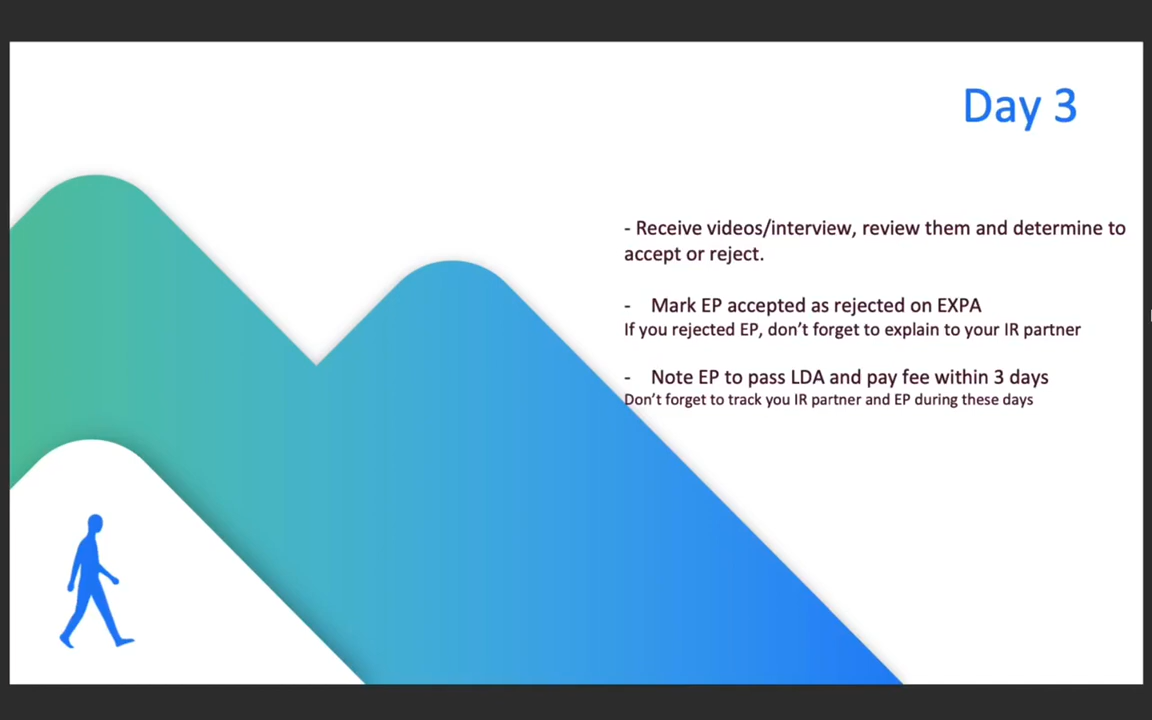 Day 3
- Receive videos/interview, review them and determine to
accept or reject.
- Mark EP accepted as rejected on EXPA
If you rejected EP, don't forget to explain to your IR partner
- Note EP to pass LDA and pay fee within 3 days
Don't forget to track you IR partner and EP during these days